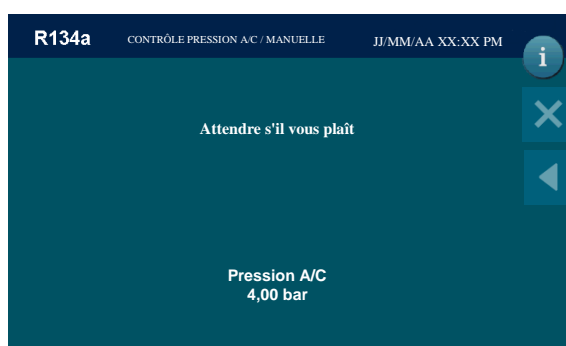 R134a CONTRÔLE PRESSION A/C / MANUELLE JJ/MM/AA XX:XX PM
i
Attendre s'il vous plaît
Pression A/C
4,00 bar